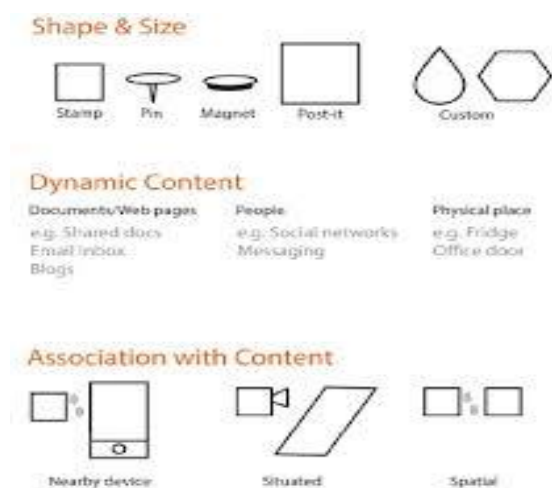 Shape & Size
Stamp Pin Magnet Post-it Custom
Dynamic Content
Documents/Web pages People Physical place
e.g. Shared docs e.g. Social networks e.g. Fridge
Email Inbox Messaging Office door
Blogs
Association with Content
Nearby device Situated Spatial